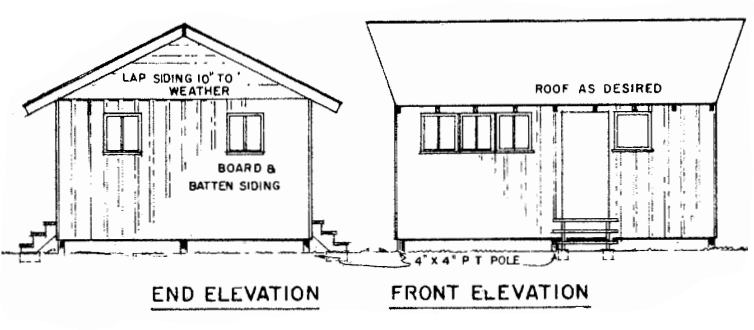 LAP SIDING 10" TO
WEATHER
ROOF AS DESIRED
BOARD &
BATTEN SIDING
4" X 4" P T POLE
END ELEVATION
FRONT ELEVATION